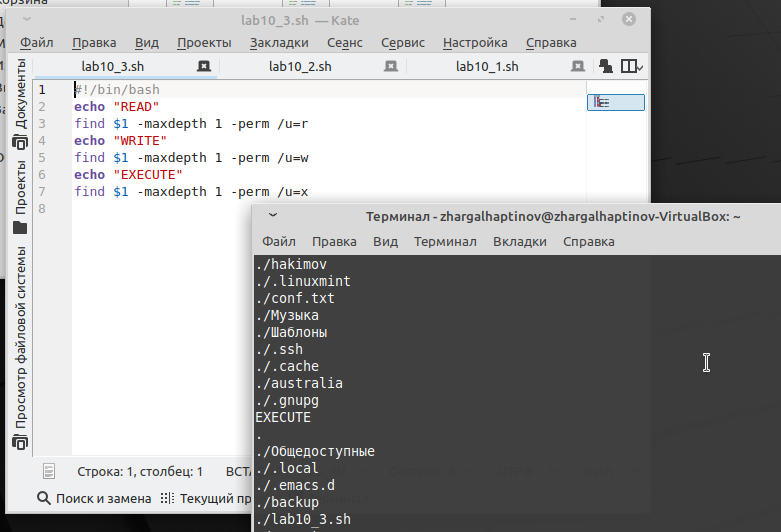 lab10_3.sh — Kate
Файл Правка Вид Проекты Закладки Сеанс Сервис Настройка Справка
lab10_3.sh lab10_2.sh lab10_1.sh
Документы
Проекты
Просмотр файловой системы
1 #!/bin/bash
2 echo "READ"
3 find $1 -maxdepth 1 -perm /u=r
4 echo "WRITE"
5 find $1 -maxdepth 1 -perm /u=w
6 echo "EXECUTE"
7 find $1 -maxdepth 1 -perm /u=x
8
Терминал - zhargalhaptinov@zhargalhaptinov-VirtualBox: ~
Файл Правка Вид Терминал Вкладки Справка
./hakimov
./.linuxmint
./conf.txt
./Музыка
./Шаблоны
./.ssh
./.cache
./australia
./.gnupg
EXECUTE
.
./Общедоступные
./.local
./.emacs.d
./backup
./lab10_3.sh
Строка: 1, столбец: 1
Поиск и замена